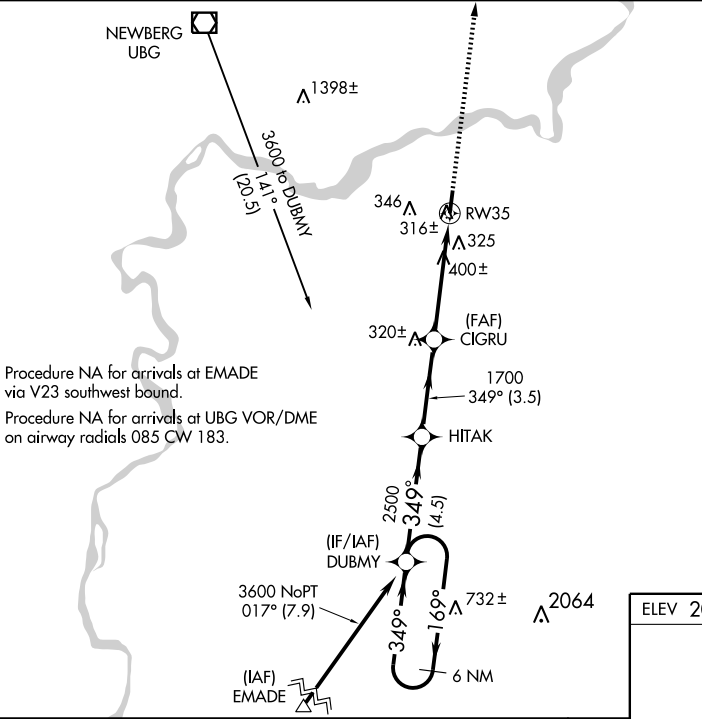 NEWBERG
UBG
1398±
3600 to DUBMY
141°
(20.5)
346
316±
RW35
325
400±
(FAF)
CIGRU
320±
Procedure NA for arrivals at EMADE
via V23 southwest bound.
Procedure NA for arrivals at UBG VOR/DME
on airway radials 085 CW 183.
1700
349° (3.5)
HITAK
2500
349°
(4.5)
(IF/IAF)
DUBMY
3600 NoPT
017° (7.9)
349°
169°
732±
2064
6 NM
(IAF)
EMADE
ELEV 20